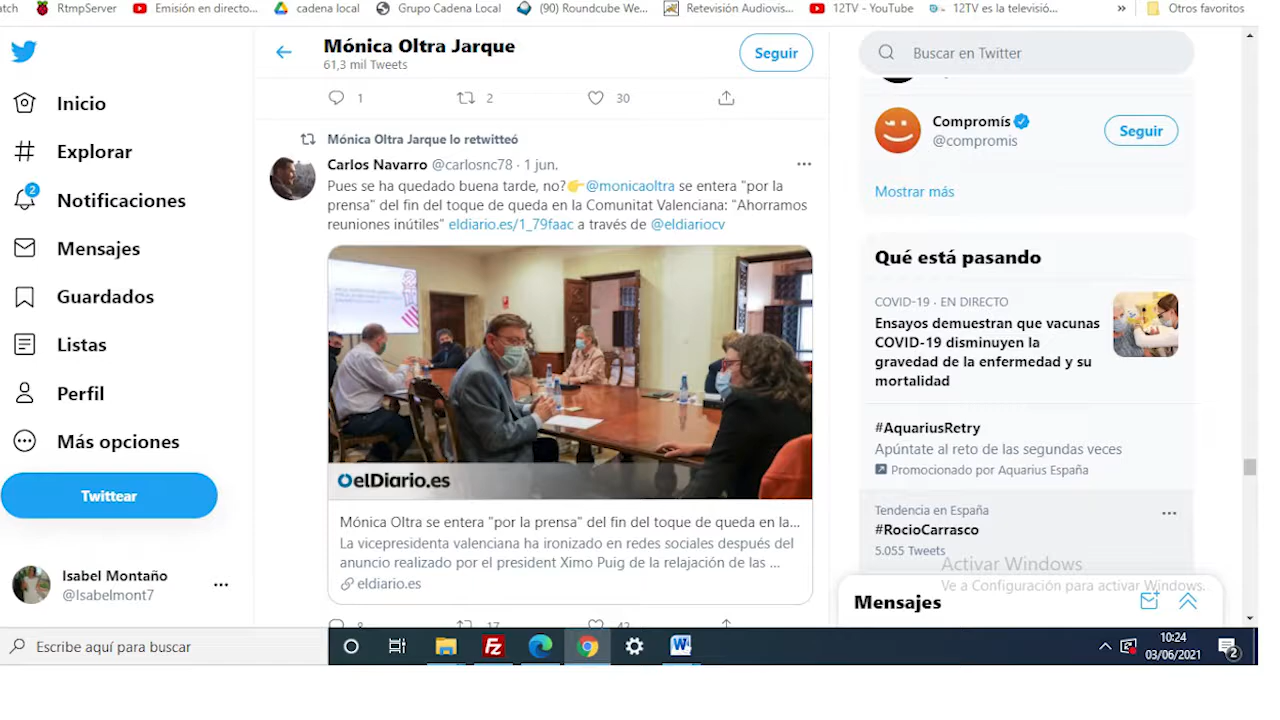 atch RtmpServer Emisión en directo... cadena local Grupo Cadena Local (90) Roundcube We... Retevisión Audiovis... 12TV - YouTube 12TV es la televisió... » Otros favoritos
Mónica Oltra Jarque
61,3 mil Tweets
Seguir
Buscar en Twitter
Inicio
Explorar
2
Notificaciones
Mensajes
Guardados
Listas
Perfil
Más opciones
Twittear
Isabel Montaño
@Isabelmont7
1 2 30
Mónica Oltra Jarque lo retwitteó
Carlos Navarro @carlosnc78 · 1 jun.
Pues se ha quedado buena tarde, no?👉@monicaoltra se entera "por la
prensa" del fin del toque de queda en la Comunitat Valenciana: "Ahorramos
reuniones inútiles" eldiario.es/1_79faac a través de @eldiariocv
elDiario.es
Mónica Oltra se entera "por la prensa" del fin del toque de queda en la...
La vicepresidenta valenciana ha ironizado en redes sociales después del
anuncio realizado por el president Ximo Puig de la relajación de las ...
eldiario.es
Compromís
@compromis
Seguir
Mostrar más
Qué está pasando
COVID-19 · EN DIRECTO
Ensayos demuestran que vacunas
COVID-19 disminuyen la
gravedad de la enfermedad y su
mortalidad
#AquariusRetry
Apúntate al reto de las segundas veces
Promocionado por Aquarius España
Tendencia en España
#RocioCarrasco
5.055 Tweets
Activar Windows
Ve a Configuración para activar Windows.
Mensajes
Escribe aquí para buscar
10:24
03/06/2021
2